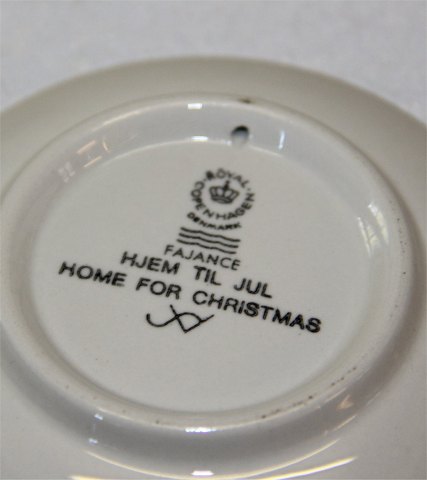 ROYAL
COPENHAGEN
DENMARK
FAJANCE
HJEM TIL JUL
HOME FOR CHRISTMAS